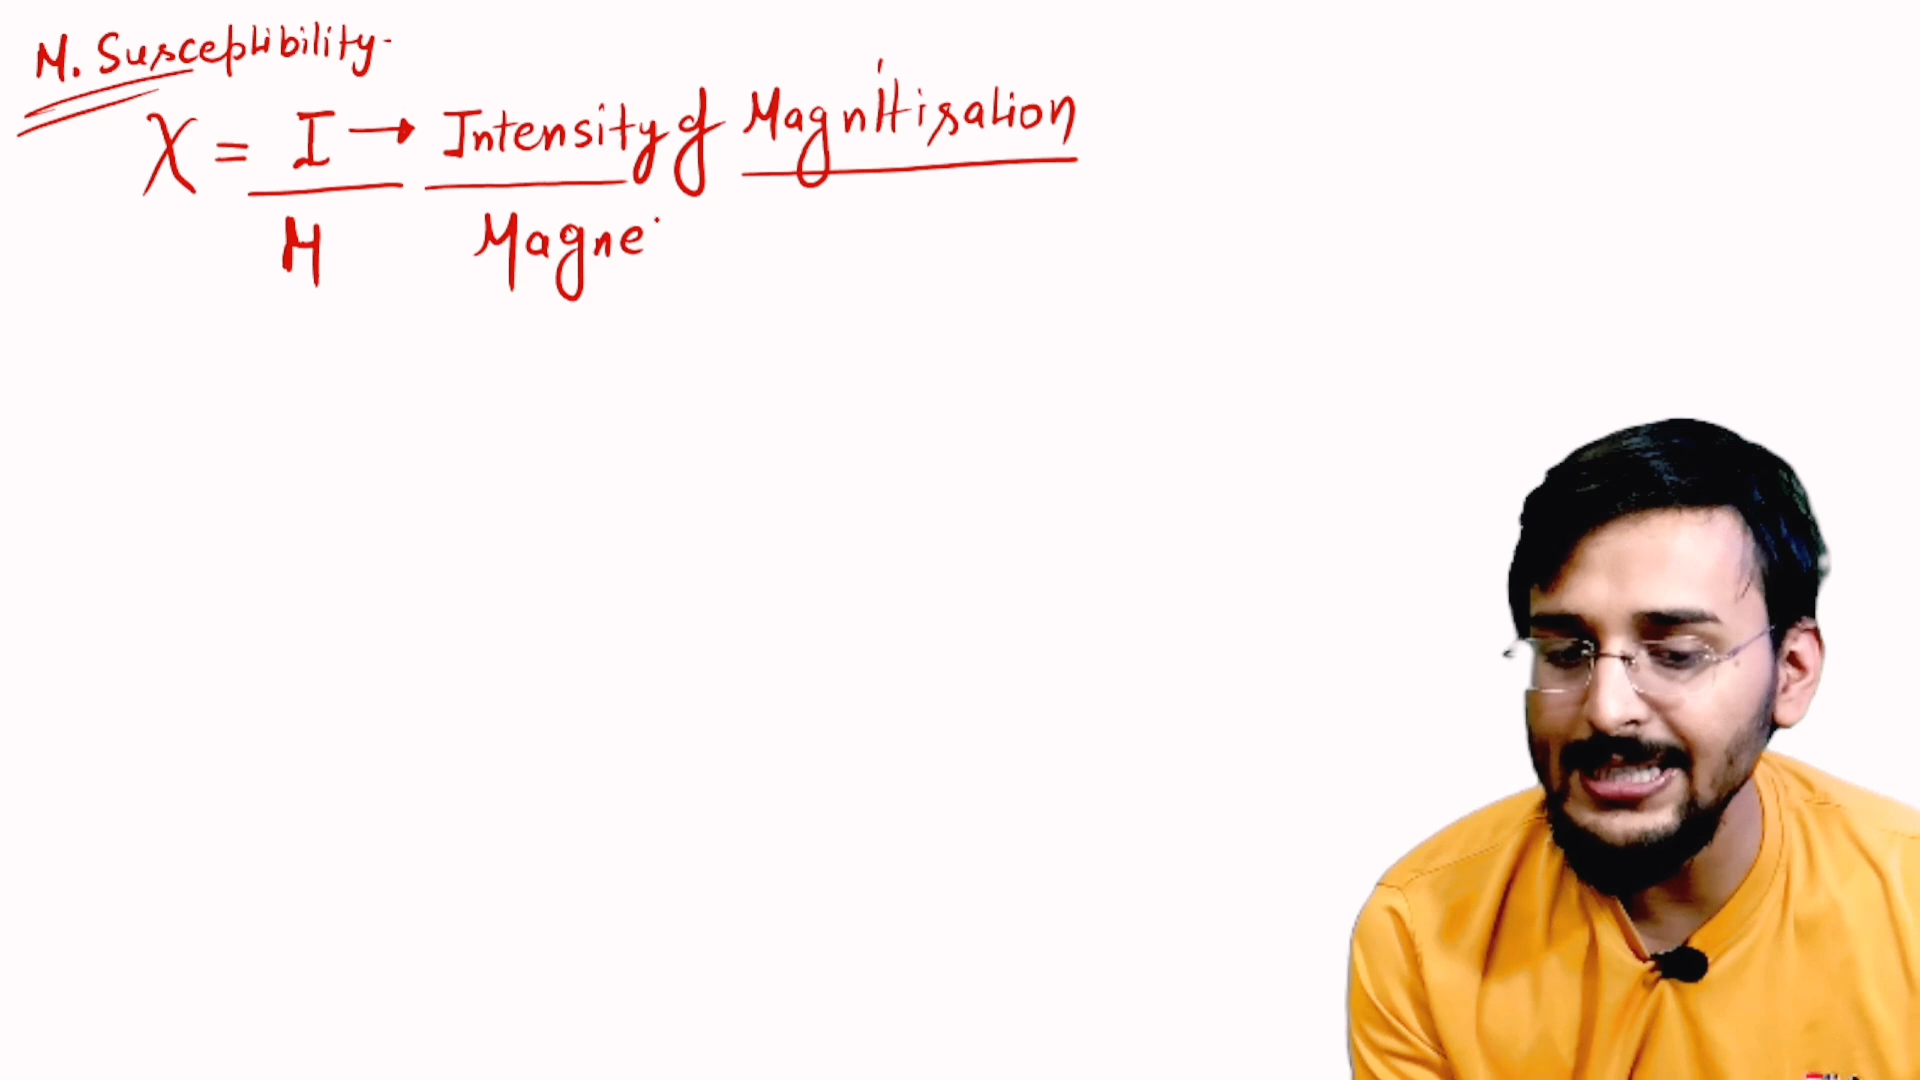 M. Susceptibility.
χ = I → Intensity of Magnitisation
H Magne